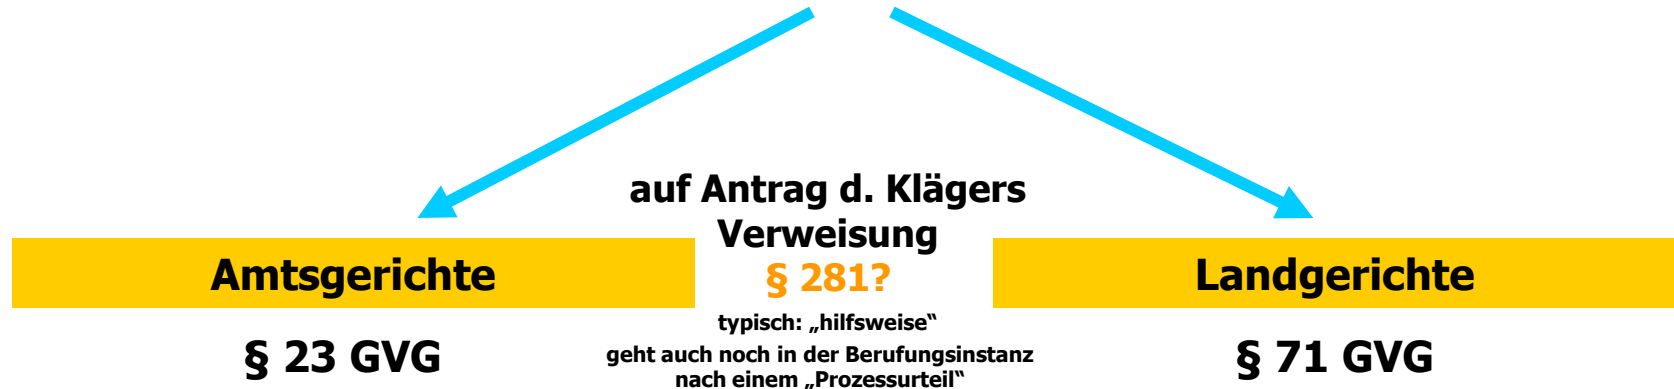 auf Antrag d. Klägers
Verweisung
§ 281?
Amtsgerichte
Landgerichte
typisch: „hilfsweise“
geht auch noch in der Berufungsinstanz
nach einem „Prozessurteil“
§ 23 GVG
§ 71 GVG